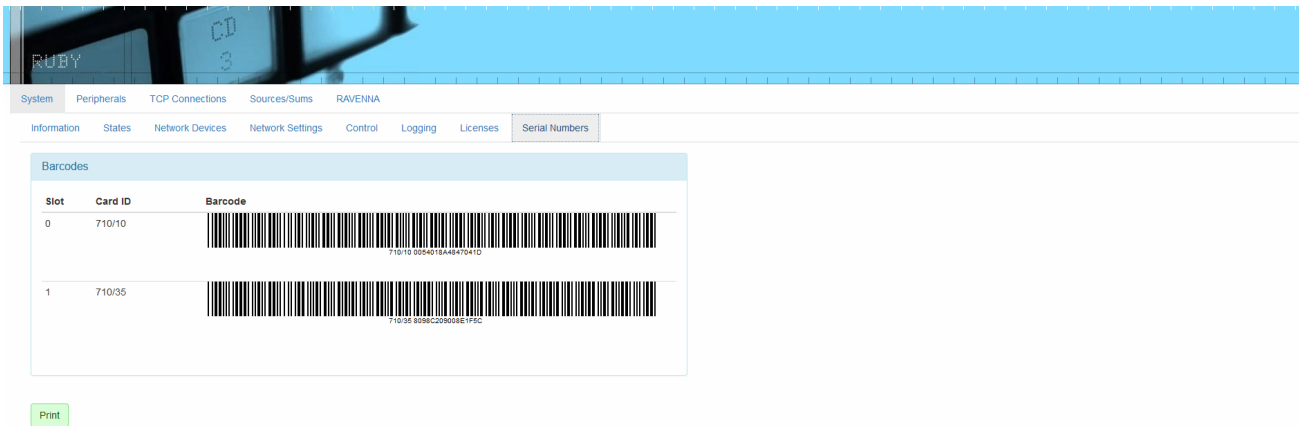 CD
3
RUBY
System Peripherals TCP Connections Sources/Sums RAVENNA
Information States Network Devices Network Settings Control Logging Licenses Serial Numbers
Barcodes
Slot Card ID Barcode
0 710/10
710/10 0054018A4847041D
1 710/35
710/35 8098C209008E1F5C
Print